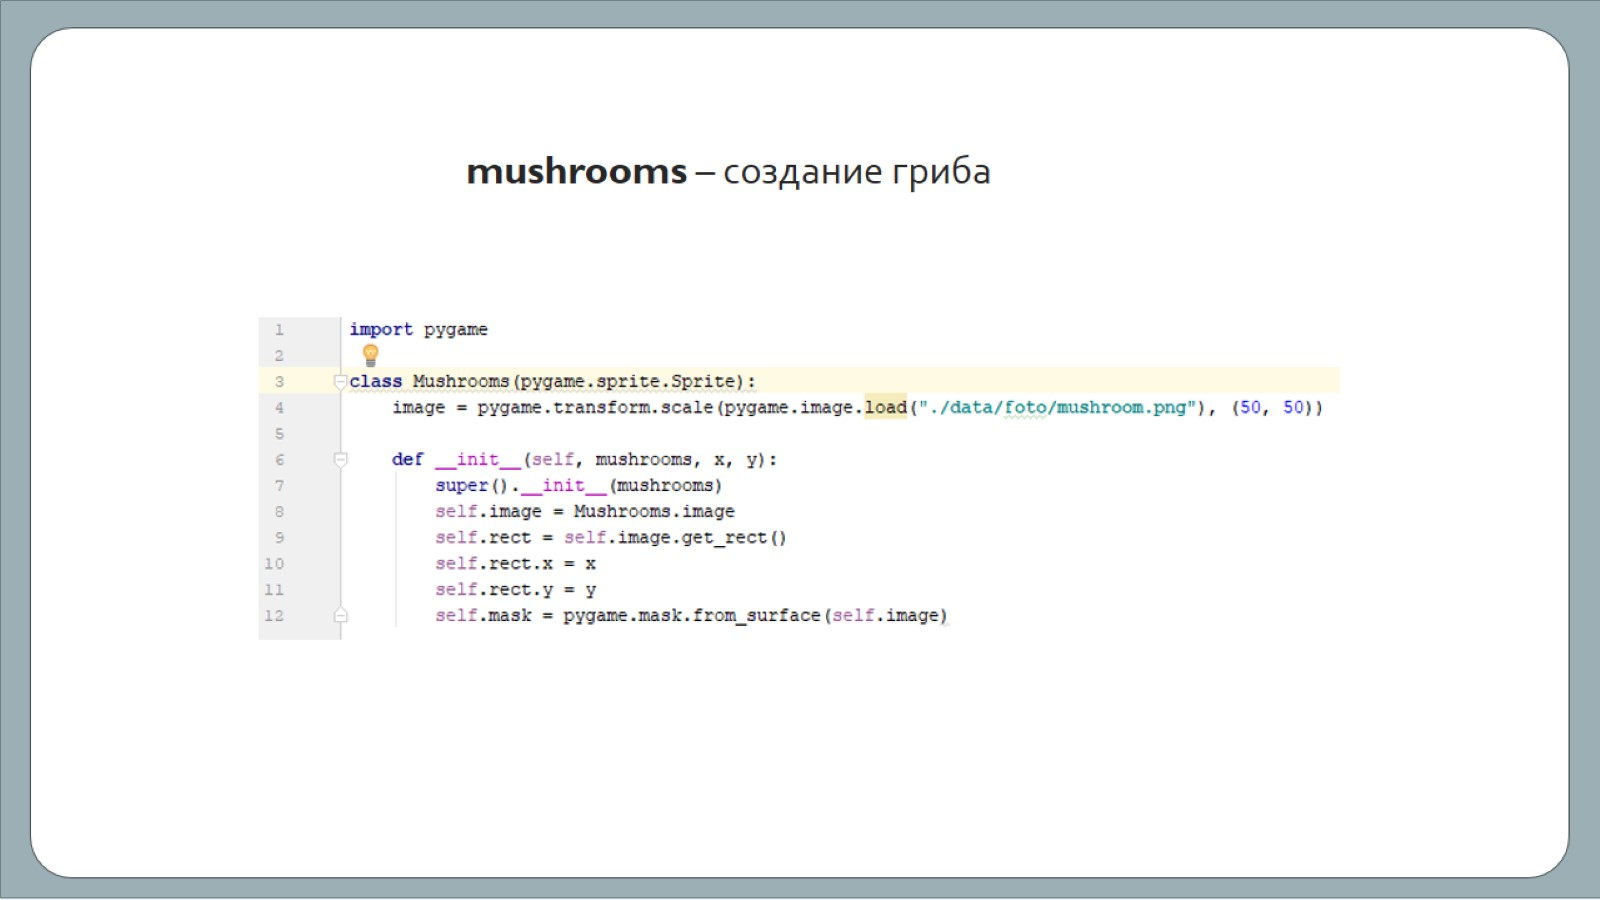 mushrooms – создание гриба
1 import pygame
2
3 class Mushrooms(pygame.sprite.Sprite):
4     image = pygame.transform.scale(pygame.image.load("./data/foto/mushroom.png"), (50, 50))
5
6     def __init__(self, mushrooms, x, y):
7         super().__init__(mushrooms)
8         self.image = Mushrooms.image
9         self.rect = self.image.get_rect()
10         self.rect.x = x
11         self.rect.y = y
12         self.mask = pygame.mask.from_surface(self.image)